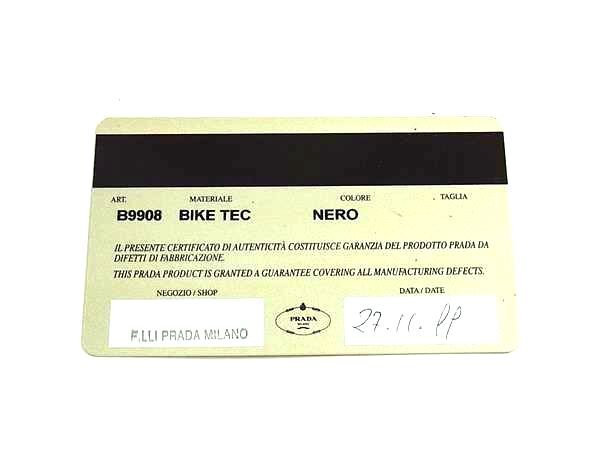 ART. MATERIALE COLORE TAGLIA
B9908 BIKE TEC NERO
IL PRESENTE CERTIFICATO DI AUTENTICITÀ COSTITUISCE GARANZIA DEL PRODOTTO PRADA DA
DIFETTI DI FABBRICAZIONE.
THIS PRADA PRODUCT IS GRANTED A GUARANTEE COVERING ALL MANUFACTURING DEFECTS.
NEGOZIO / SHOP DATA / DATE
F.LLI PRADA MILANO
PRADA
MILANO
27.11.